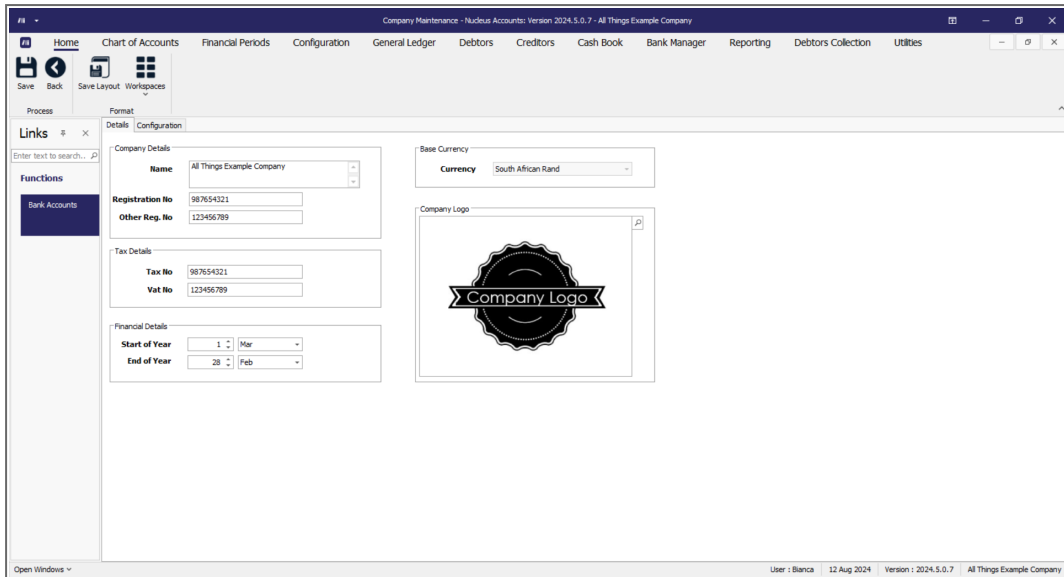 Company Maintenance - Nucleus Accounts: Version 2024.5.0.7 - All Things Example Company
Home Chart of Accounts Financial Periods Configuration General Ledger Debtors Creditors Cash Book Bank Manager Reporting Debtors Collection Utilities
Save Back Save Layout Workspaces
Process Format
Links
Details Configuration
Enter text to search...
Functions
Bank Accounts
Company Details
Name All Things Example Company
Registration No 987654321
Other Reg. No 123456789
Tax Details
Tax No 987654321
Vat No 123456789
Financial Details
Start of Year 1 Mar
End of Year 28 Feb
Base Currency
Currency South African Rand
Company Logo
Company Logo
Open Windows
User : Bianca 12 Aug 2024 Version : 2024.5.0.7 All Things Example Company